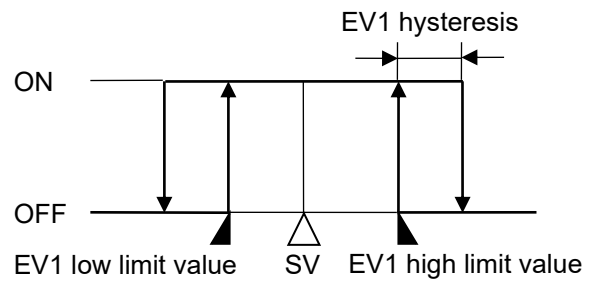 EV1 hysteresis
ON
OFF
EV1 low limit value SV EV1 high limit value